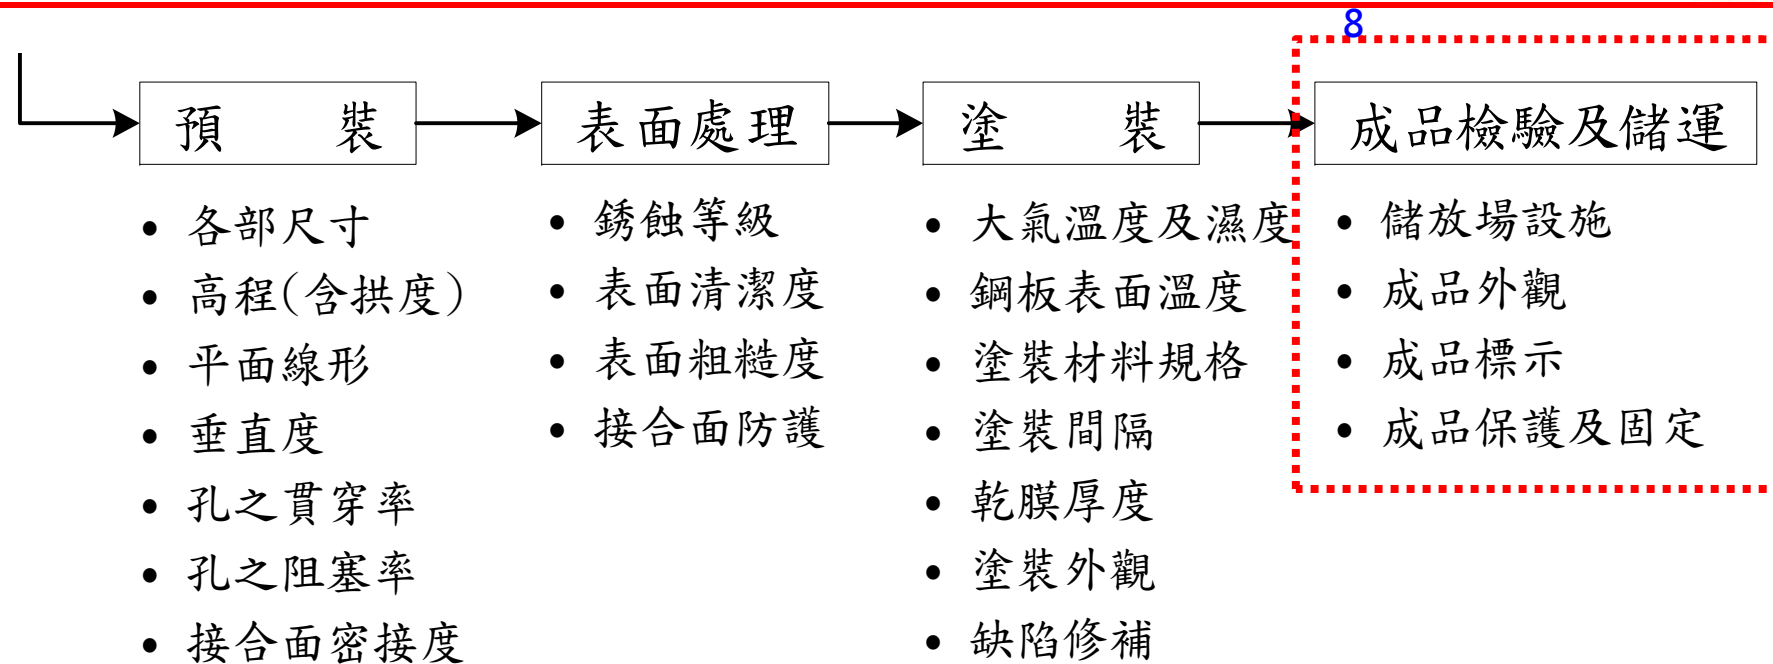 8
預裝
表面處理
塗裝
成品檢驗及儲運
• 各部尺寸
• 高程(含拱度)
• 平面線形
• 垂直度
• 孔之貫穿率
• 孔之阻塞率
• 接合面密接度
• 銹蝕等級
• 表面清潔度
• 表面粗糙度
• 接合面防護
• 大氣溫度及濕度
• 鋼板表面溫度
• 塗裝材料規格
• 塗裝間隔
• 乾膜厚度
• 塗裝外觀
• 缺陷修補
• 儲放場設施
• 成品外觀
• 成品標示
• 成品保護及固定